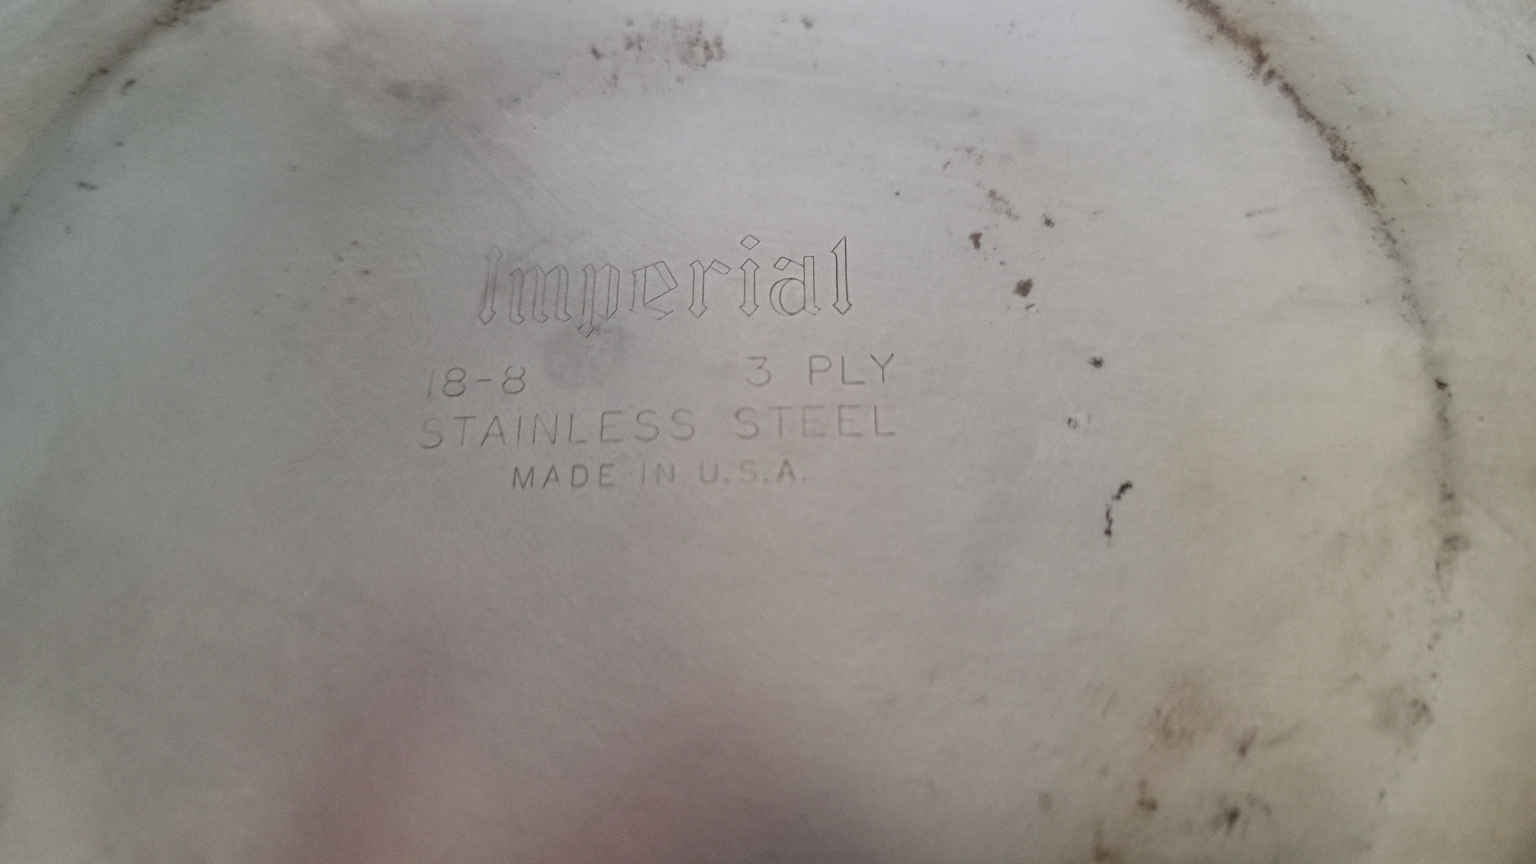 Imperial
18-8 3 PLY
STAINLESS STEEL
MADE IN U.S.A.